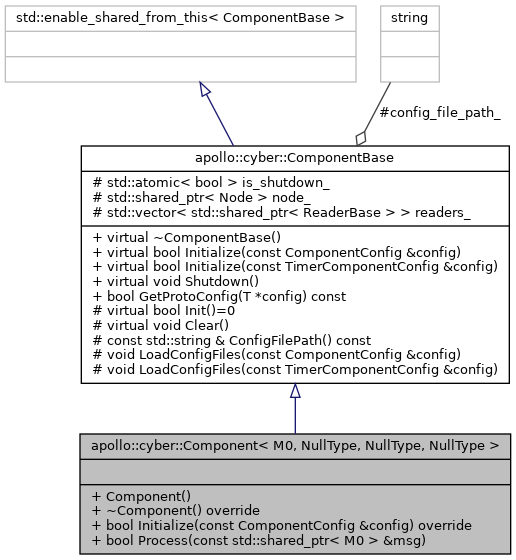 std::enable_shared_from_this< ComponentBase >
string
#config_file_path_
apollo::cyber::ComponentBase
# std::atomic< bool > is_shutdown_
# std::shared_ptr< Node > node_
# std::vector< std::shared_ptr< ReaderBase > > readers_
+ virtual ~ComponentBase()
+ virtual bool Initialize(const ComponentConfig &config)
+ virtual bool Initialize(const TimerComponentConfig &config)
+ virtual void Shutdown()
+ bool GetProtoConfig(T *config) const
# virtual bool Init()=0
# virtual void Clear()
# const std::string & ConfigFilePath() const
# void LoadConfigFiles(const ComponentConfig &config)
# void LoadConfigFiles(const TimerComponentConfig &config)
apollo::cyber::Component< M0, NullType, NullType, NullType >
+ Component()
+ ~Component() override
+ bool Initialize(const ComponentConfig &config) override
+ bool Process(const std::shared_ptr< M0 > &msg)